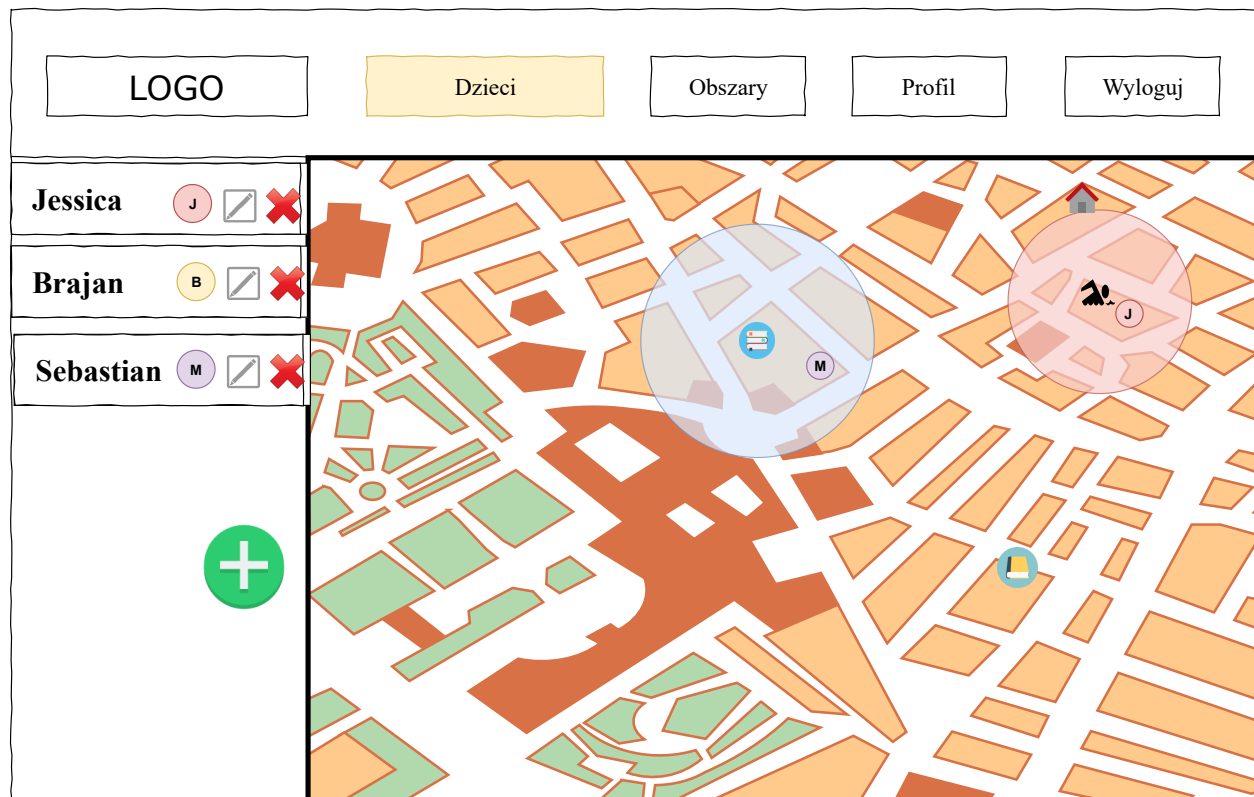 LOGO
Dzieci
Obszary
Profil
Wyloguj
Jessica J
Brajan B
Sebastian M
M
J